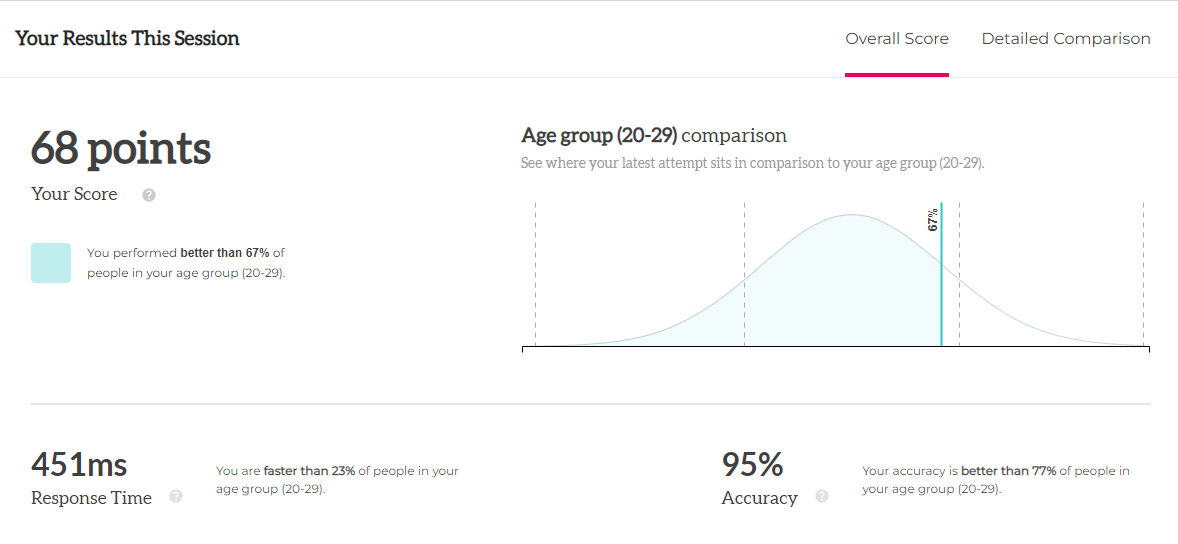 Your Results This Session
Overall Score
Detailed Comparison
68 points
Your Score ?
You performed better than 67% of
people in your age group (20-29).
Age group (20-29) comparison
See where your latest attempt sits in comparison to your age group (20-29).
67%
451ms
Response Time ?
You are faster than 23% of people in your
age group (20-29).
95%
Accuracy ?
Your accuracy is better than 77% of people in
your age group (20-29).